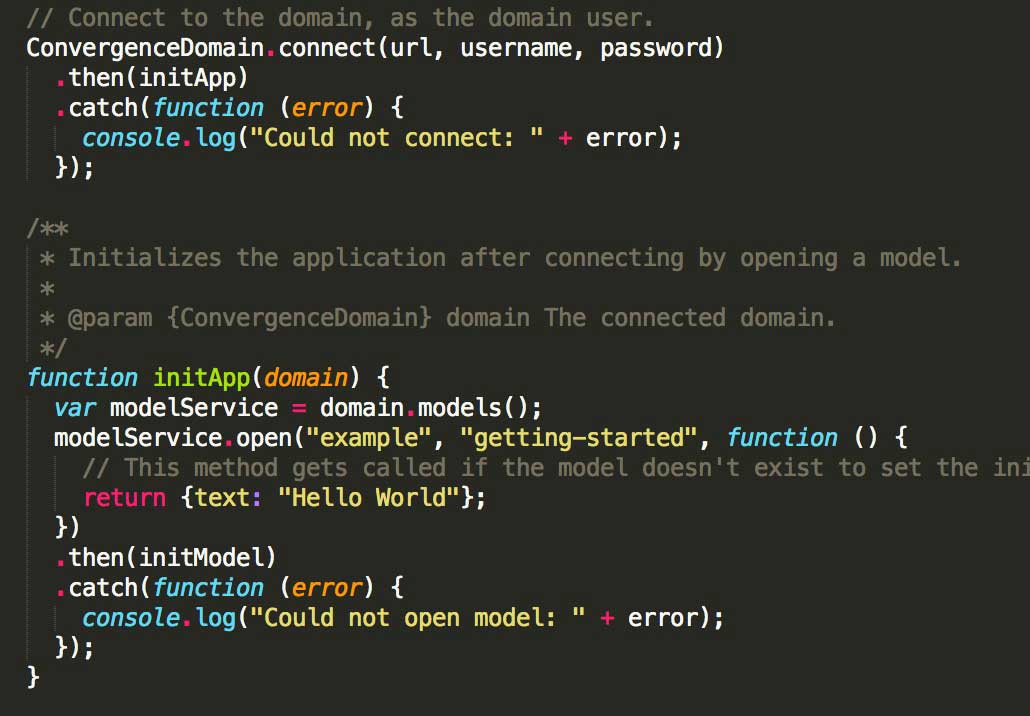 // Connect to the domain, as the domain user.
ConvergenceDomain.connect(url, username, password)
  .then(initApp)
  .catch(function (error) {
    console.log("Could not connect: " + error);
  });

/**
 * Initializes the application after connecting by opening a model.
 *
 * @param {ConvergenceDomain} domain The connected domain.
 */
function initApp(domain) {
  var modelService = domain.models();
  modelService.open("example", "getting-started", function () {
    // This method gets called if the model doesn't exist to set the
    return {text: "Hello World"};
  })
  .then(initModel)
  .catch(function (error) {
    console.log("Could not open model: " + error);
  });
}